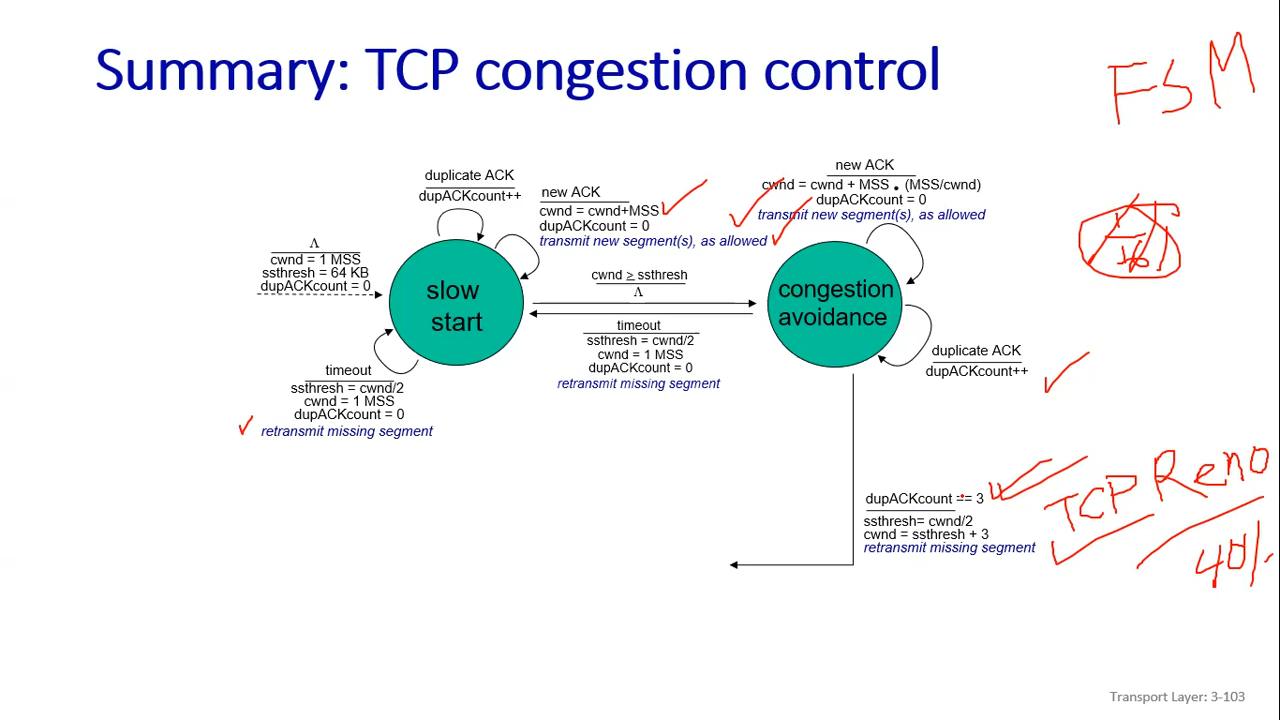 Summary: TCP congestion control
FSM
duplicate ACK
dupACKcount++
new ACK
cwnd = cwnd+MSS
dupACKcount = 0
transmit new segment(s), as allowed
new ACK
cwnd = cwnd + MSS • (MSS/cwnd)
dupACKcount = 0
transmit new segment(s), as allowed
Λ
cwnd = 1 MSS
ssthresh = 64 KB
dupACKcount = 0
slow
start
cwnd ≥ ssthresh
Λ
congestion
avoidance
timeout
ssthresh = cwnd/2
cwnd = 1 MSS
dupACKcount = 0
retransmit missing segment
timeout
ssthresh = cwnd/2
cwnd = 1 MSS
dupACKcount = 0
retransmit missing segment
duplicate ACK
dupACKcount++
dupACKcount == 3
ssthresh= cwnd/2
cwnd = ssthresh + 3
retransmit missing segment
TCP Reno
Transport Layer: 3-103